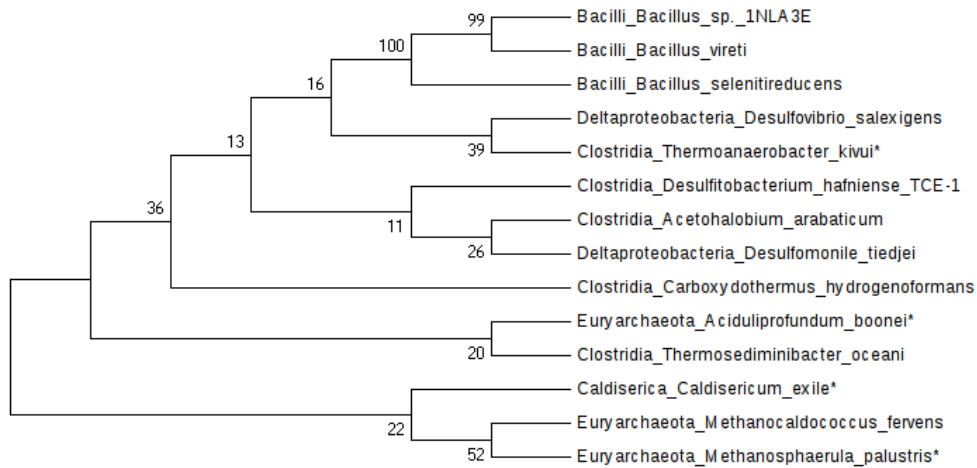 99
Bacilli_Bacillus_sp._1NLA3E
Bacilli_Bacillus_vireti
100
Bacilli_Bacillus_selenitireducens
16
Deltaproteobacteria_Desulfovibrio_salexigens
39
Clostridia_Thermoanaerobacter_kivui*
13
Clostridia_Desulfitobacterium_hafniense_TCE-1
11
Clostridia_Acetohalobium_arabaticum
26
Deltaproteobacteria_Desulfomonile_tiedjei
36
Clostridia_Carboxydothermus_hydrogenoformans
Euryarchaeota_Aciduliprofundum_boonei*
20
Clostridia_Thermosediminibacter_oceani
Caldiserica_Caldisericum_exile*
22
Euryarchaeota_Methanocaldococcus_fervens
52
Euryarchaeota_Methanosphaerula_palustris*